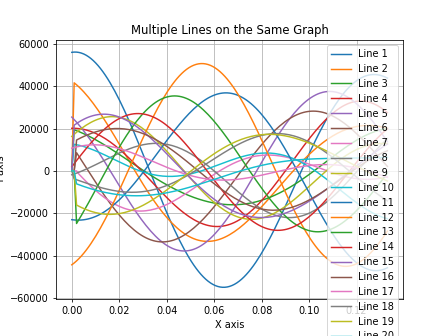 Multiple Lines on the Same Graph
60000
40000
20000
0
−20000
−40000
−60000
0.00
0.02
0.04
0.06
0.08
0.10
X axis
Line 1
Line 2
Line 3
Line 4
Line 5
Line 6
Line 7
Line 8
Line 9
Line 10
Line 11
Line 12
Line 13
Line 14
Line 15
Line 16
Line 17
Line 18
Line 19
Line 20